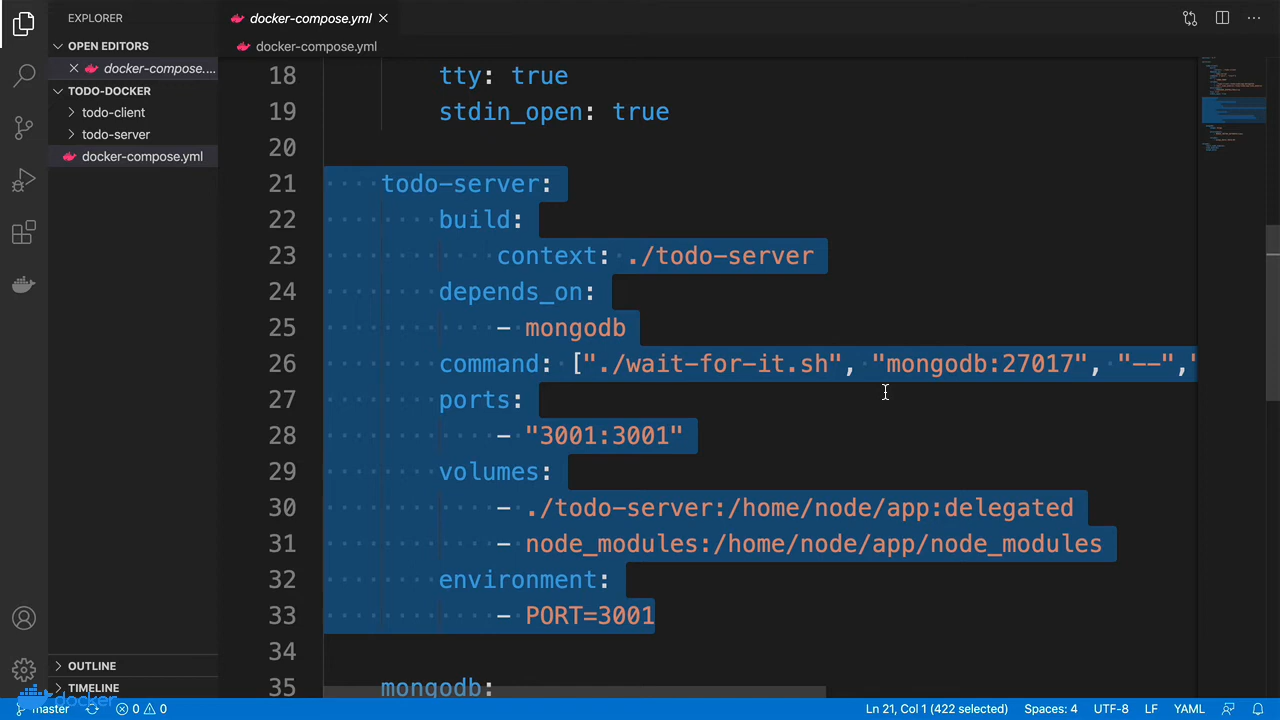 EXPLORER
OPEN EDITORS
docker-compose....
TODO-DOCKER
todo-client
todo-server
docker-compose.yml
OUTLINE
TIMELINE
docker-compose.yml
docker-compose.yml
18 tty: true
19 stdin_open: true
20
21 todo-server:
22 build:
23 context: ./todo-server
24 depends_on:
25 - mongodb
26 command: ["./wait-for-it.sh", "mongodb:27017", "--","
27 ports:
28 - "3001:3001"
29 volumes:
30 - ./todo-server:/home/node/app:delegated
31 - node_modules:/home/node/app/node_modules
32 environment:
33 - PORT=3001
34
35 mongodb:
docker
master 0 0 Ln 21, Col 1 (422 selected) Spaces: 4 UTF-8 LF YAML